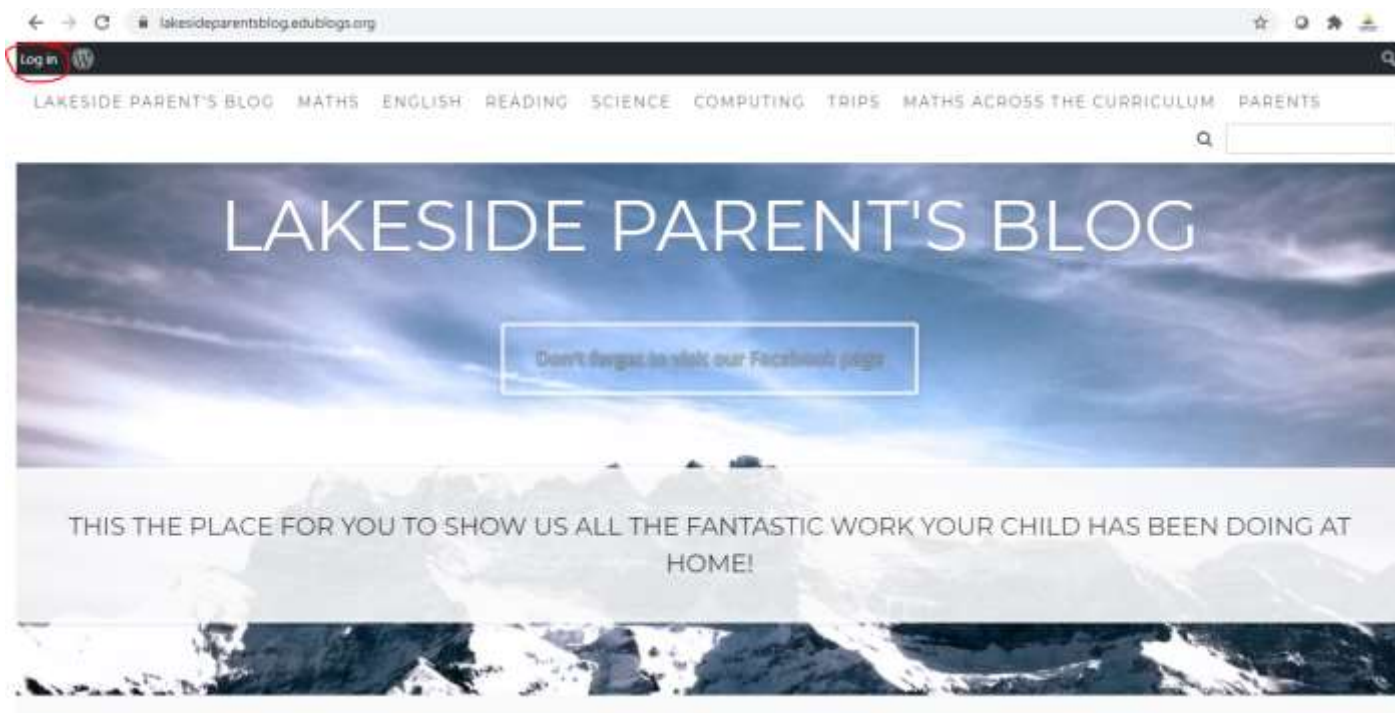 lakesideparentsblog.edublogs.org
Log in
LAKESIDE PARENT'S BLOG MATHS ENGLISH READING SCIENCE COMPUTING TRIPS MATHS ACROSS THE CURRICULUM PARENTS
LAKESIDE PARENT'S BLOG
Don't forget to visit our Facebook page
THIS THE PLACE FOR YOU TO SHOW US ALL THE FANTASTIC WORK YOUR CHILD HAS BEEN DOING AT
HOME!